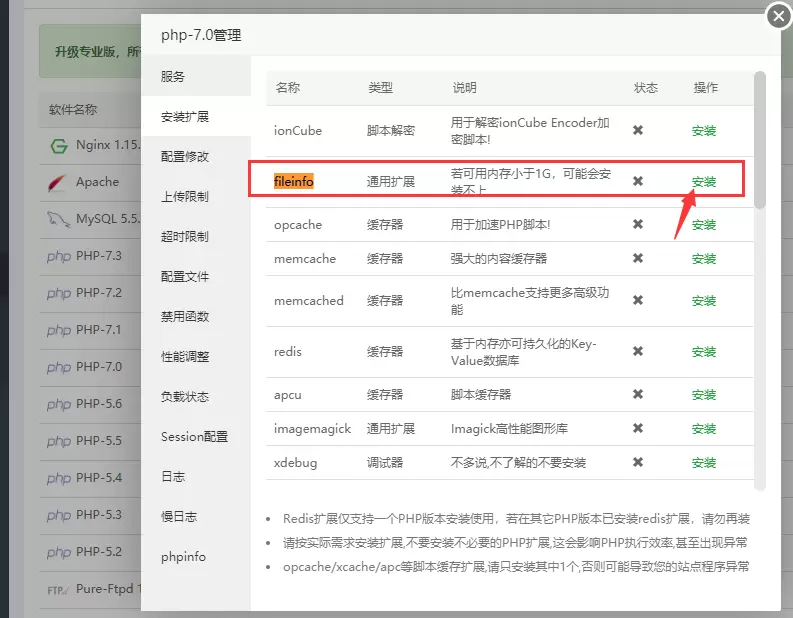 php-7.0管理
升级专业版，所
软件名称
Nginx 1.15.
Apache
MySQL 5.5.
php PHP-7.3
php PHP-7.2
php PHP-7.1
php PHP-7.0
php PHP-5.6
php PHP-5.5
php PHP-5.4
php PHP-5.3
php PHP-5.2
FTP Pure-Ftpd 1
服务
安装扩展
配置修改
上传限制
超时限制
配置文件
禁用函数
性能调整
负载状态
Session配置
日志
慢日志
phpinfo
名称 类型 说明 状态 操作
ionCube 脚本解密 用于解密ionCube Encoder加
密脚本! 安装
fileinfo 通用扩展 若可用内存小于1G，可能会安
装不上 安装
opcache 缓存器 用于加速PHP脚本! 安装
memcache 缓存器 强大的内容缓存器 安装
memcached 缓存器 比memcache支持更多高级功
能 安装
redis 缓存器 基于内存亦可持久化的Key-
Value数据库 安装
apcu 缓存器 脚本缓存器 安装
imagemagick 通用扩展 Imagick高性能图形库 安装
xdebug 调试器 不多说,不了解的不要安装 安装
Redis扩展仅支持一个PHP版本安装使用，若在其它PHP版本已安装redis扩展，请勿再装
请按实际需求安装扩展,不要安装不必要的PHP扩展,这会影响PHP执行效率,甚至出现异常
opcache/xcache/apc等脚本缓存扩展,请只安装其中1个,否则可能导致您的站点程序异常